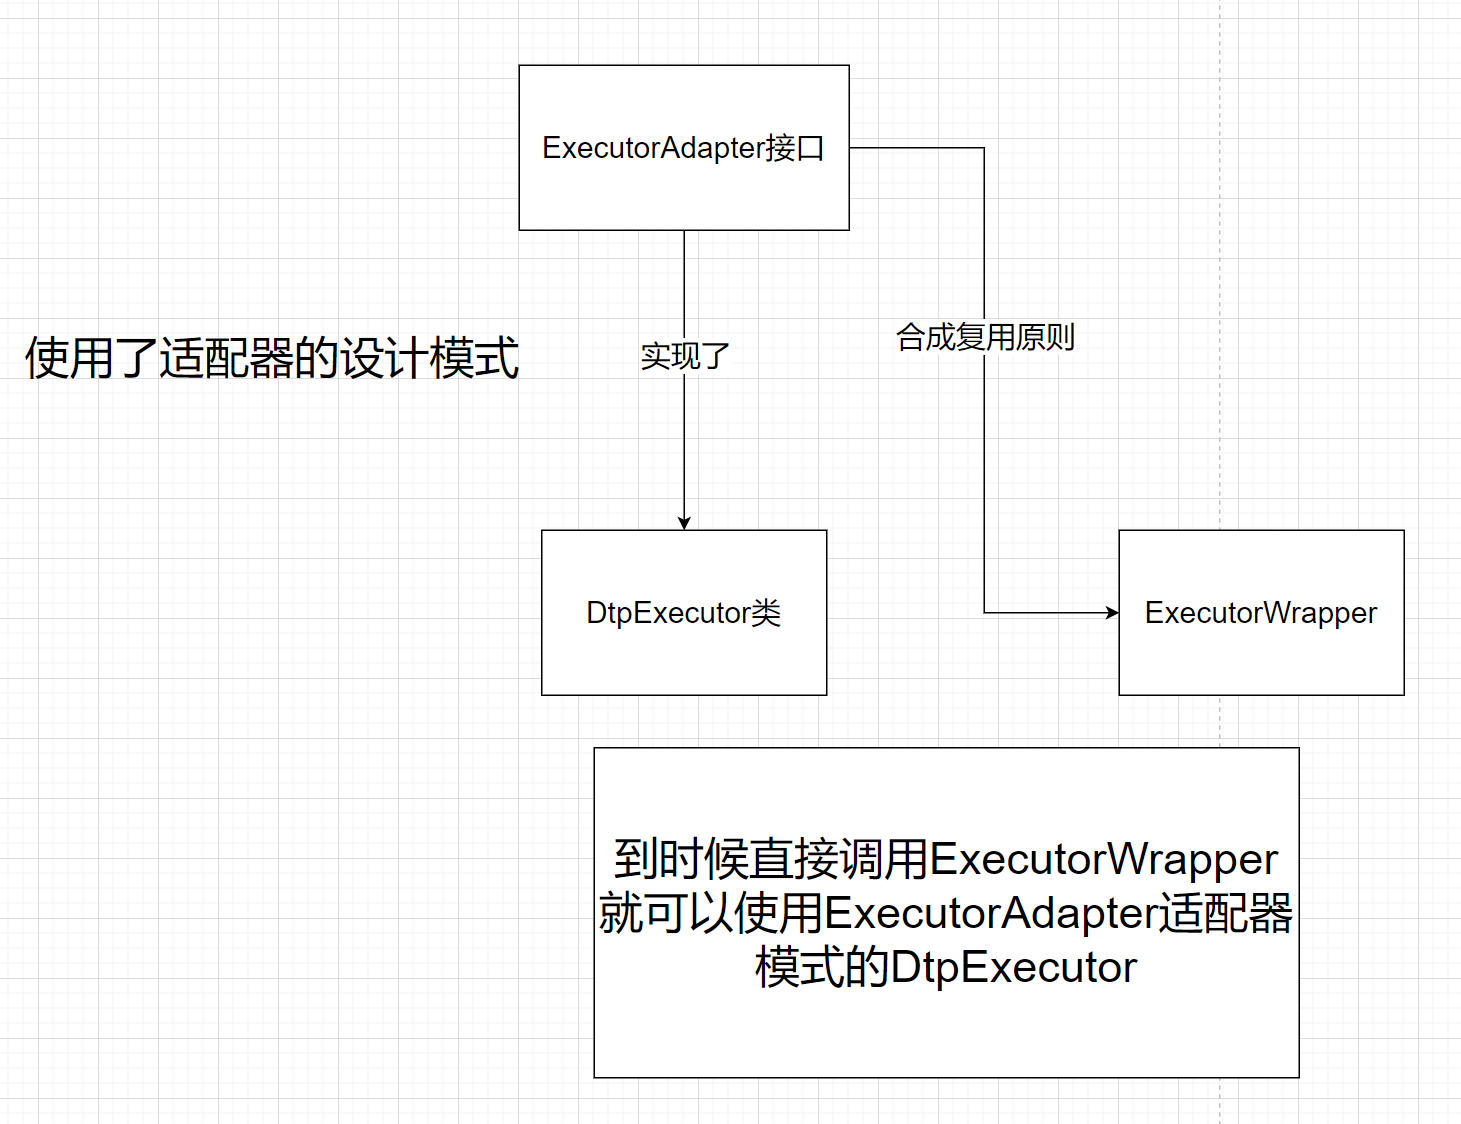 ExecutorAdapter接口
使用了适配器的设计模式
实现了
合成复用原则
DtpExecutor类
ExecutorWrapper
到时候直接调用ExecutorWrapper
就可以使用ExecutorAdapter适配器
模式的DtpExecutor